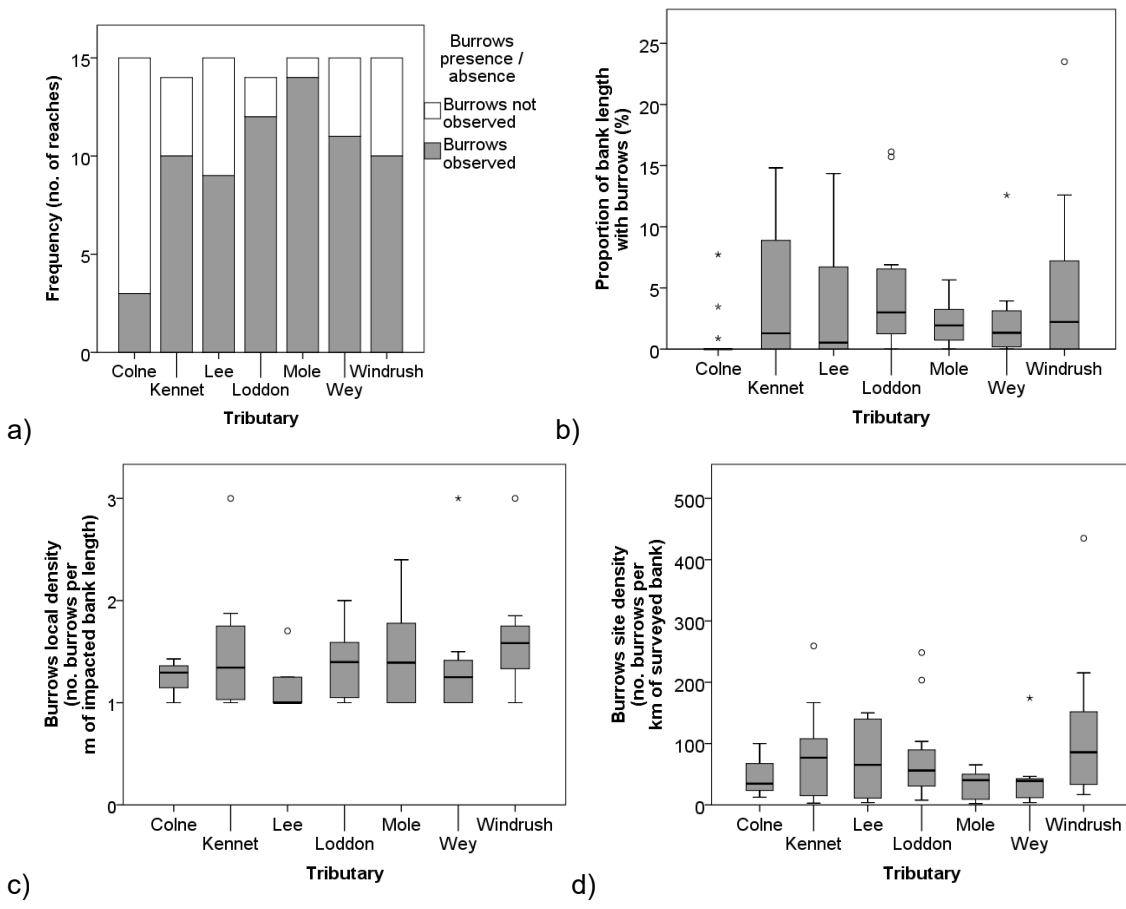 Burrows
presence /
absence
Burrows not
observed
Burrows
observed
Frequency (no. of reaches)
15
10
5
0
Colne
Kennet
Lee
Loddon
Mole
Wey
Windrush
Tributary
a)
Proportion of bank length
with burrows (%)
25
20
15
10
5
0
Colne
Kennet
Lee
Loddon
Mole
Wey
Windrush
Tributary
b)
Burrows local density
(no. burrows per
m of impacted bank length)
3
2
1
0
Colne
Kennet
Lee
Loddon
Mole
Wey
Windrush
Tributary
c)
Burrows site density
(no. burrows per
km of surveyed bank)
500
400
300
200
100
0
Colne
Kennet
Lee
Loddon
Mole
Wey
Windrush
Tributary
d)